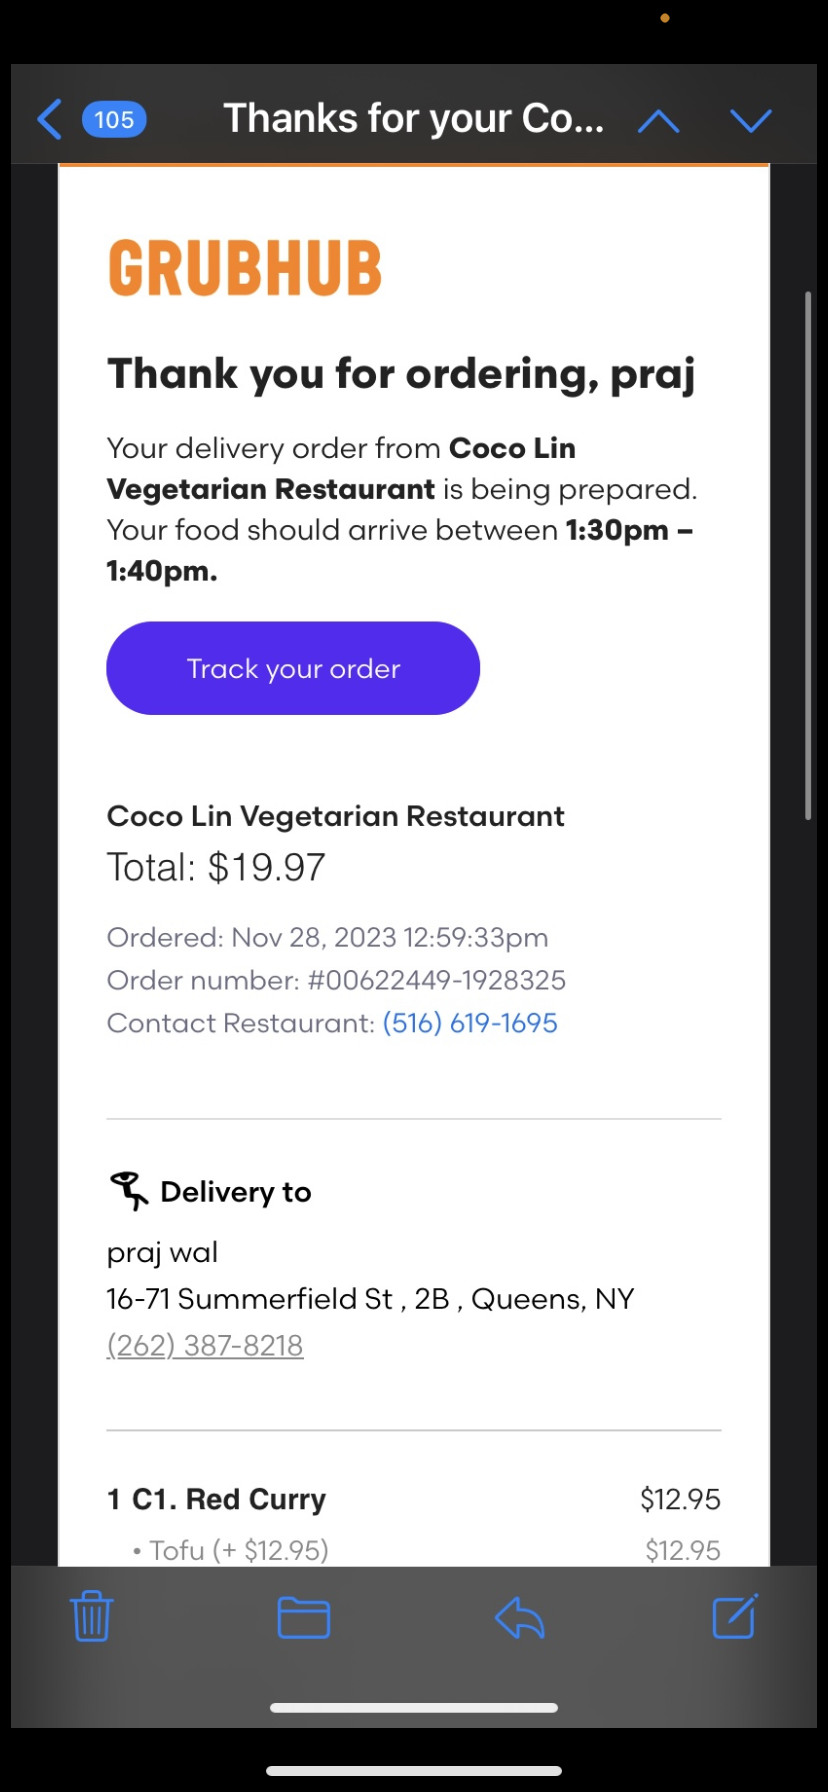 105
Thanks for your Co...
GRUBHUB
Thank you for ordering, praj
Your delivery order from Coco Lin
Vegetarian Restaurant is being prepared.
Your food should arrive between 1:30pm –
1:40pm.
Track your order
Coco Lin Vegetarian Restaurant
Total: $19.97
Ordered: Nov 28, 2023 12:59:33pm
Order number: #00622449-1928325
Contact Restaurant: (516) 619-1695
Delivery to
praj wal
16-71 Summerfield St , 2B , Queens, NY
(262) 387-8218
1 C1. Red Curry $12.95
• Tofu (+ $12.95) $12.95